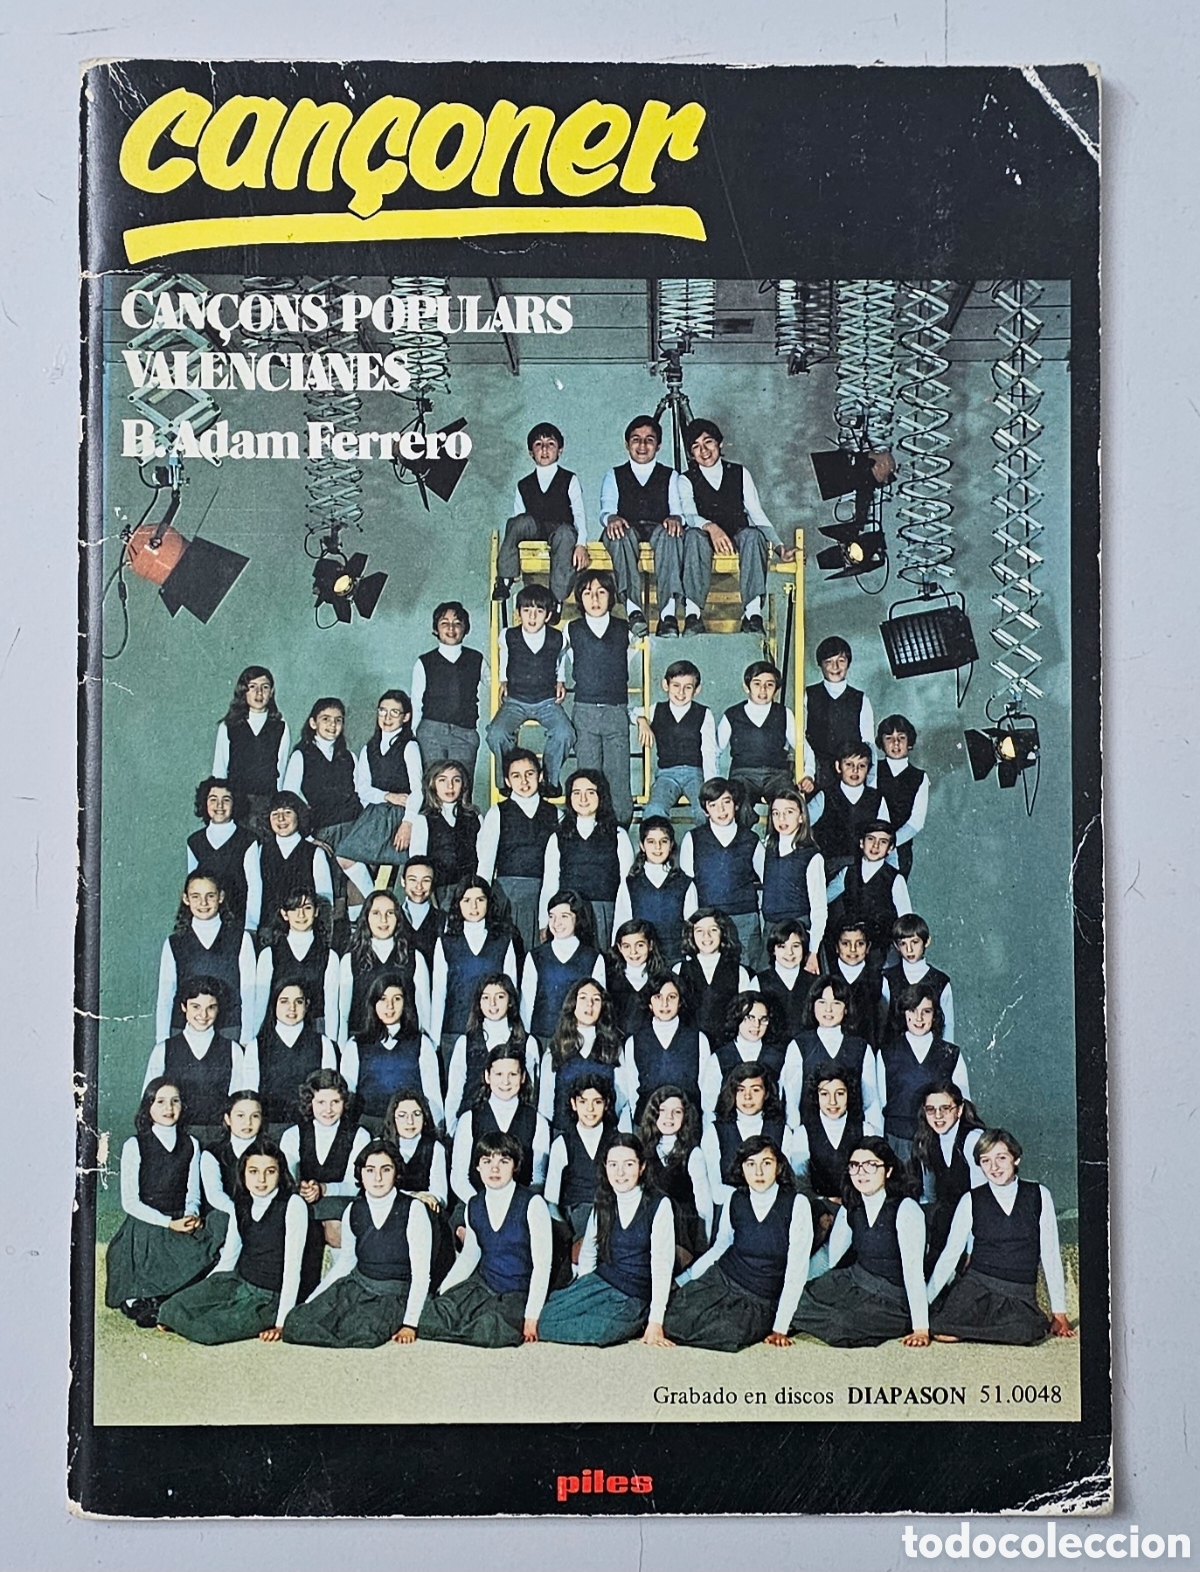 cançoner
CANÇONS POPULARS
VALENCIANES
B. Adam Ferrero
Grabado en discos DIAPASON 51.0048
piles
todocoleccion